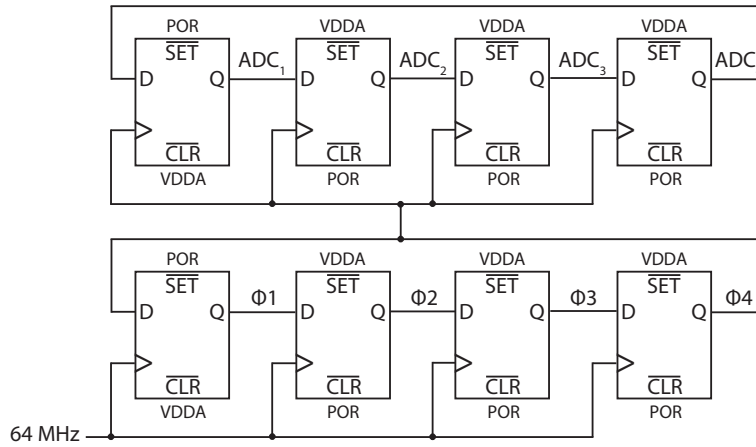 POR VDDA VDDA VDDA
SET SET SET SET
D Q ADC1 D Q ADC2 D Q ADC3 D Q ADC
CLR CLR CLR CLR
VDDA POR POR POR
POR VDDA VDDA VDDA
SET SET SET SET
D Q Φ1 D Q Φ2 D Q Φ3 D Q Φ4
CLR CLR CLR CLR
VDDA POR POR POR
64 MHz